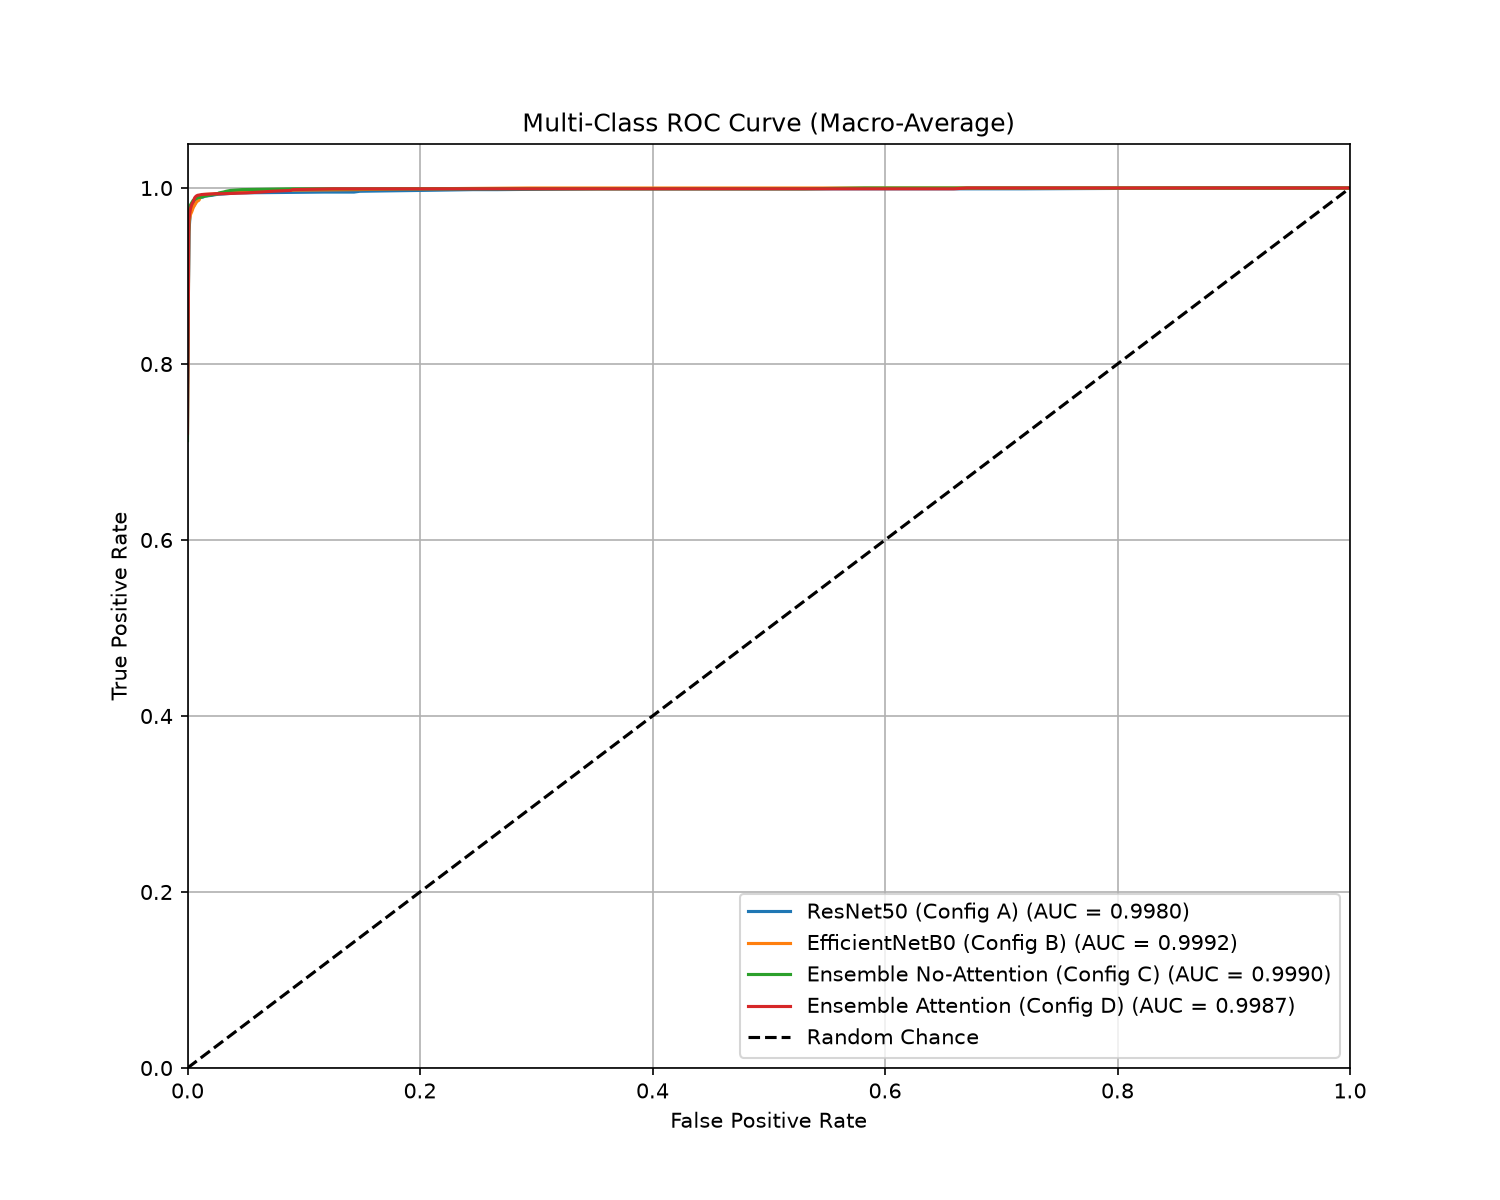 Multi-Class ROC Curve (Macro-Average)
1.0
0.8
0.6
0.4
0.2
0.0
True Positive Rate
0.0 0.2 0.4 0.6 0.8 1.0
False Positive Rate
ResNet50 (Config A) (AUC = 0.9980)
EfficientNetB0 (Config B) (AUC = 0.9992)
Ensemble No-Attention (Config C) (AUC = 0.9990)
Ensemble Attention (Config D) (AUC = 0.9987)
Random Chance